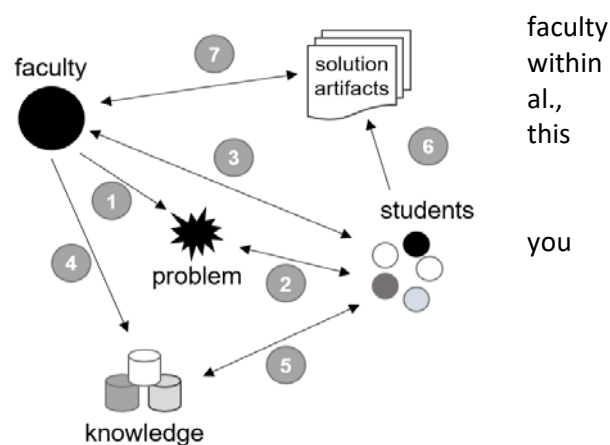 faculty
within
al.,
this
you
faculty
7
solution
artifacts
3
6
1
students
4
problem
2
5
knowledge